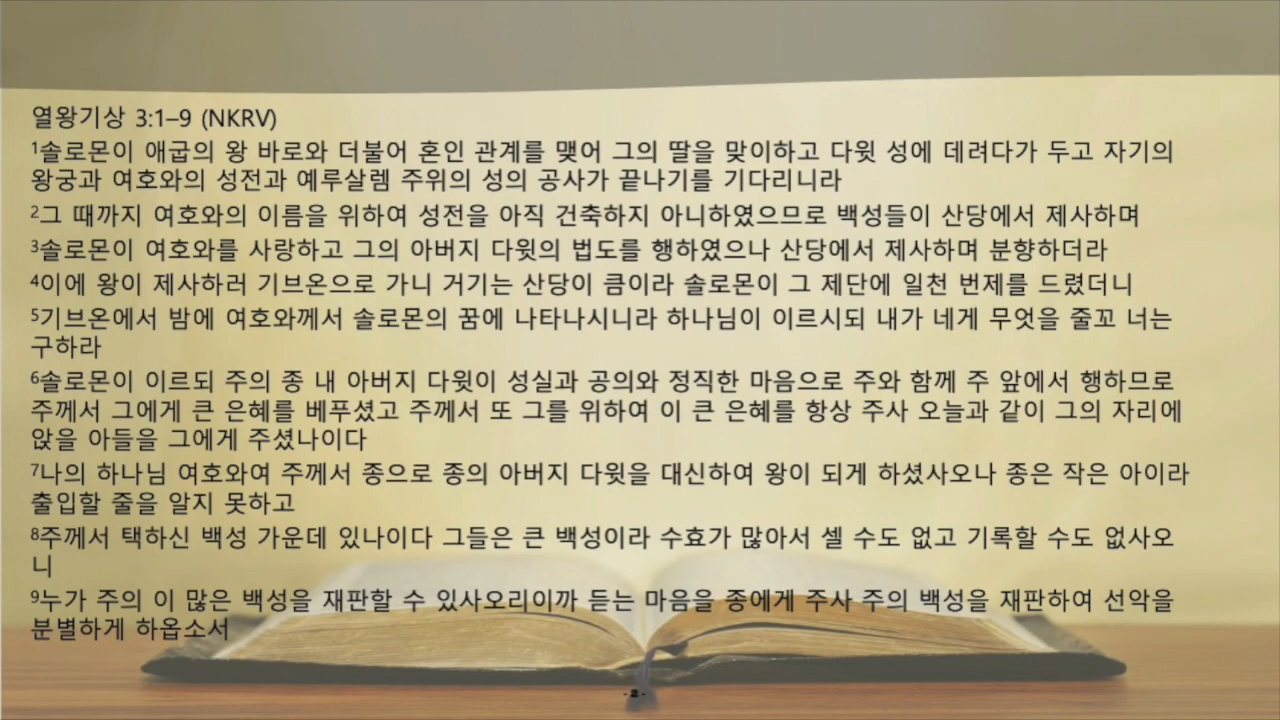 열왕기상 3:1–9 (NKRV)
¹솔로몬이 애굽의 왕 바로와 더불어 혼인 관계를 맺어 그의 딸을 맞이하고 다윗 성에 데려다가 두고 자기의
왕궁과 여호와의 성전과 예루살렘 주위의 성의 공사가 끝나기를 기다리니라
²그 때까지 여호와의 이름을 위하여 성전을 아직 건축하지 아니하였으므로 백성들이 산당에서 제사하며
³솔로몬이 여호와를 사랑하고 그의 아버지 다윗의 법도를 행하였으나 산당에서 제사하며 분향하더라
⁴이에 왕이 제사하러 기브온으로 가니 거기는 산당이 큼이라 솔로몬이 그 제단에 일천 번제를 드렸더니
⁵기브온에서 밤에 여호와께서 솔로몬의 꿈에 나타나시니라 하나님이 이르시되 내가 네게 무엇을 줄꼬 너는
구하라
⁶솔로몬이 이르되 주의 종 내 아버지 다윗이 성실과 공의와 정직한 마음으로 주와 함께 주 앞에서 행하므로
주께서 그에게 큰 은혜를 베푸셨고 주께서 또 그를 위하여 이 큰 은혜를 항상 주사 오늘과 같이 그의 자리에
앉을 아들을 그에게 주셨나이다
⁷나의 하나님 여호와여 주께서 종으로 종의 아버지 다윗을 대신하여 왕이 되게 하셨사오나 종은 작은 아이라
출입할 줄을 알지 못하고
⁸주께서 택하신 백성 가운데 있나이다 그들은 큰 백성이라 수효가 많아서 셀 수도 없고 기록할 수도 없사오
니
⁹누가 주의 이 많은 백성을 재판할 수 있사오리이까 듣는 마음을 종에게 주사 주의 백성을 재판하여 선악을
분별하게 하옵소서
- 2 -